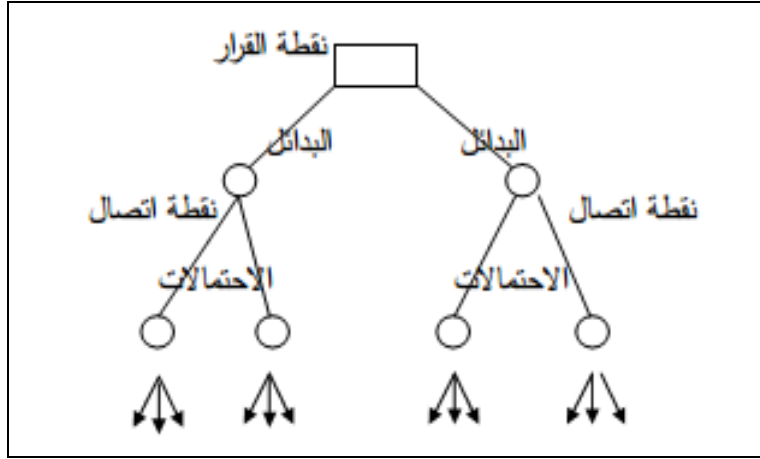 نقطة القرار
البدائل
البدائل
نقطة اتصال
نقطة اتصال
الاحتمالات
الاحتمالات